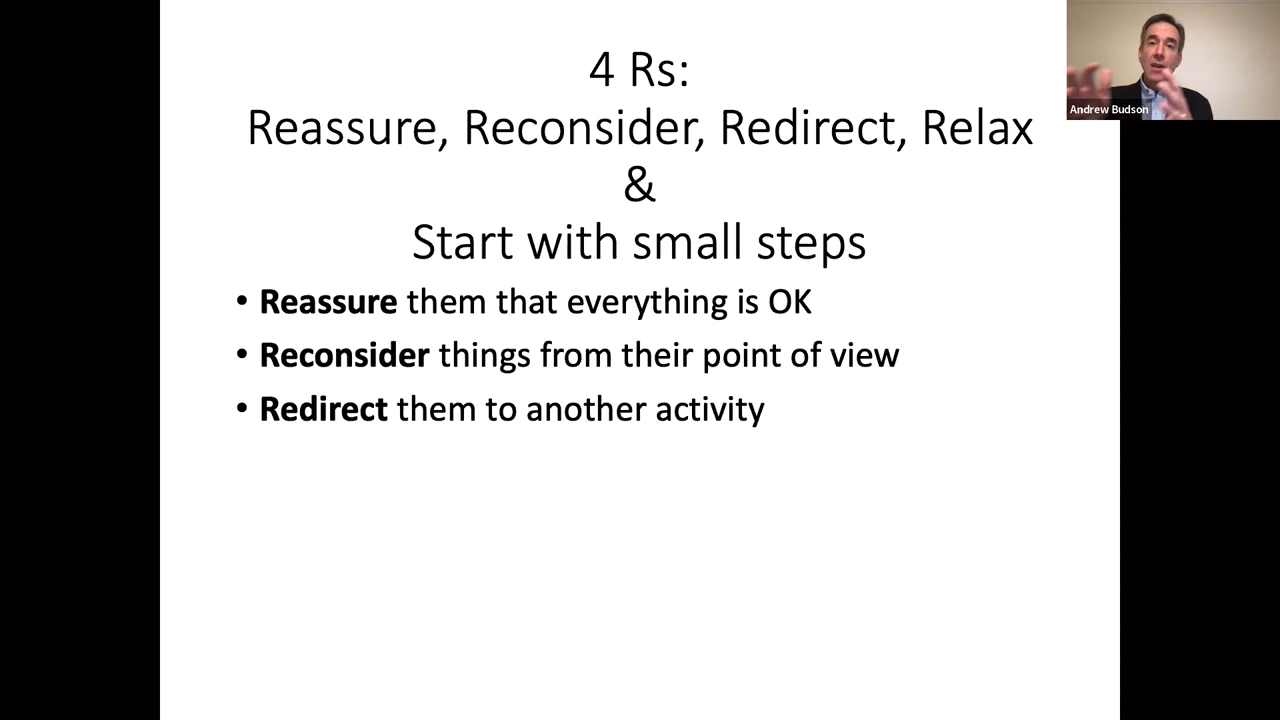 4 Rs:
Reassure, Reconsider, Redirect, Relax
&
Start with small steps
• Reassure them that everything is OK
• Reconsider things from their point of view
• Redirect them to another activity
Andrew Budson